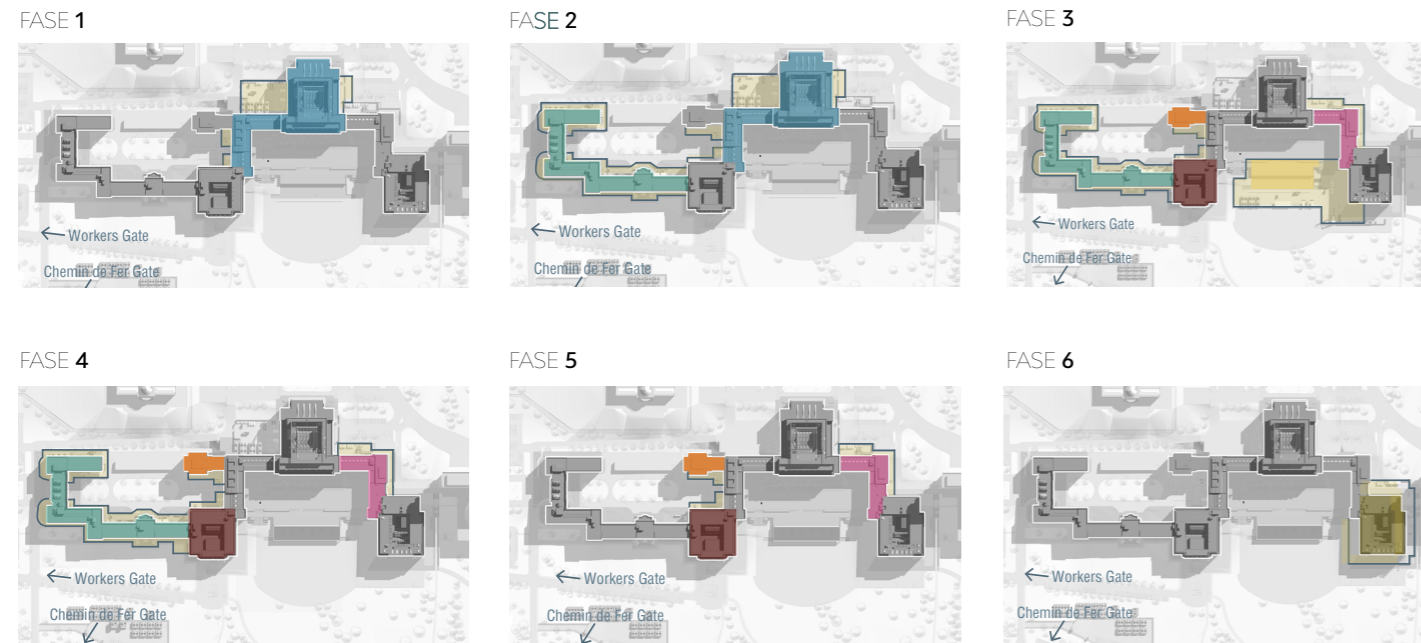 FASE 1
FASE 2
FASE 3
Workers Gate
Chemin de Fer Gate
Workers Gate
Chemin de Fer Gate
Workers Gate
Chemin de Fer Gate
FASE 4
FASE 5
FASE 6
Workers Gate
Chemin de Fer Gate
Workers Gate
Chemin de Fer Gate
Workers Gate
Chemin de Fer Gate